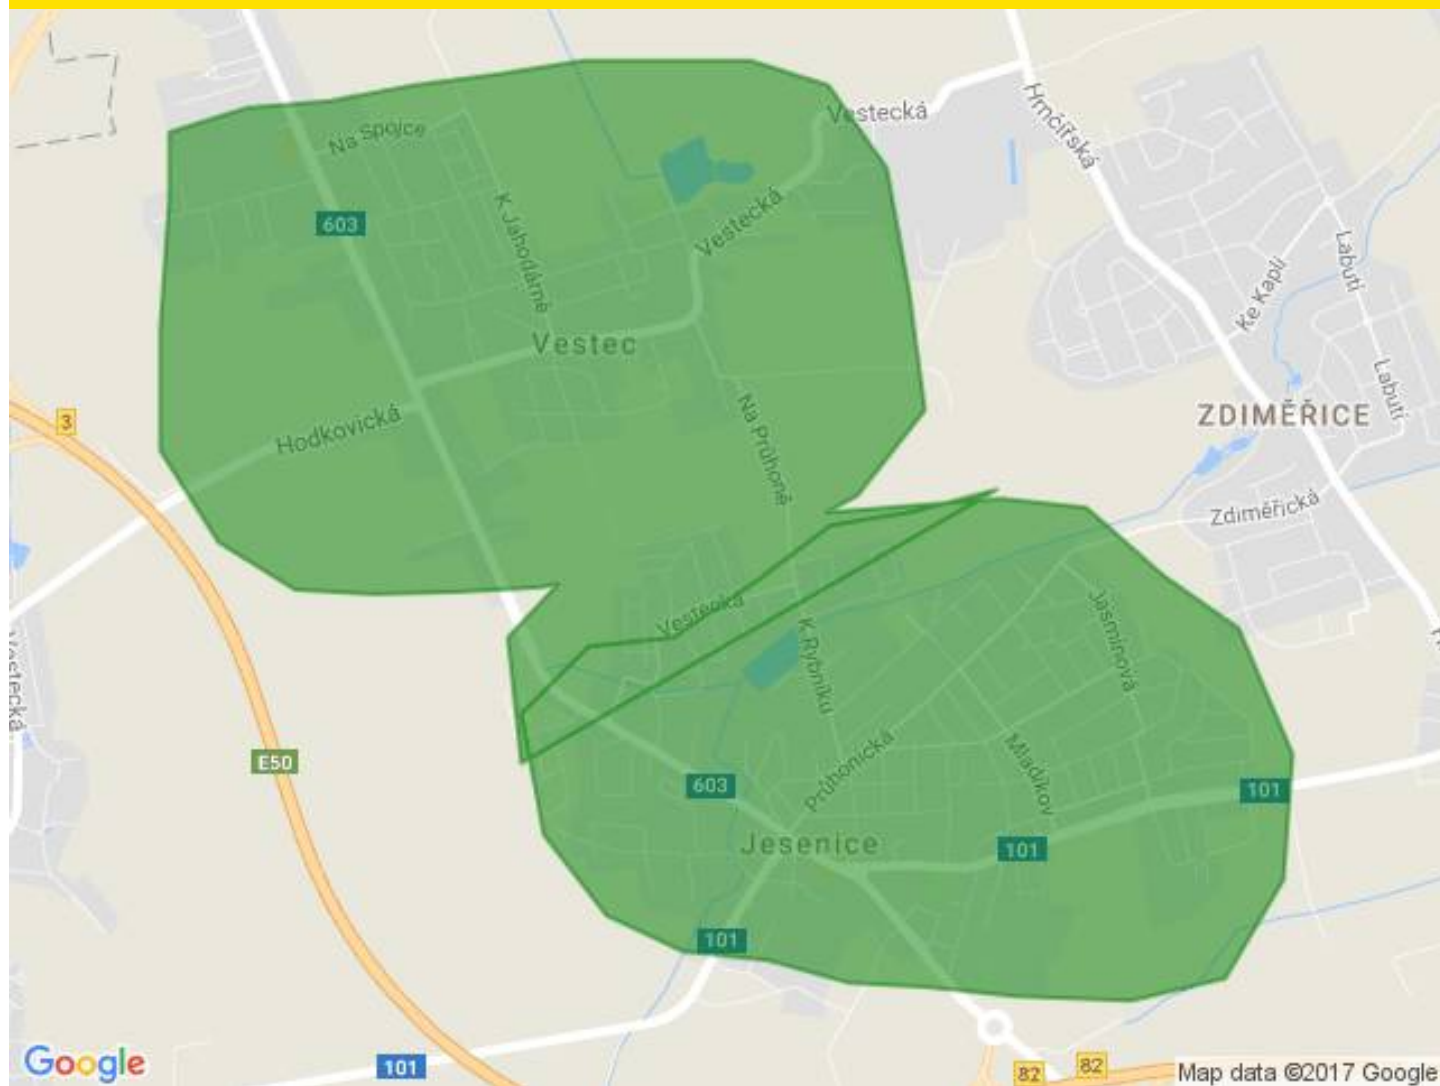 Na Spojce
Vestecká
Hrnčířská
603
K Jahodárně
Vestecká
Labutí
Ke Kapli
Vestec
Labutí
3
Hodkovická
Na Průhoně
ZDIMĚŘICE
Zdiměřická
Vestecká
Jasmínová
K Rybníku
Vestecká
E50
603
Průhonická
Mladíkov
101
Jesenice
101
101
Google
101
82
82
Map data ©2017 Google